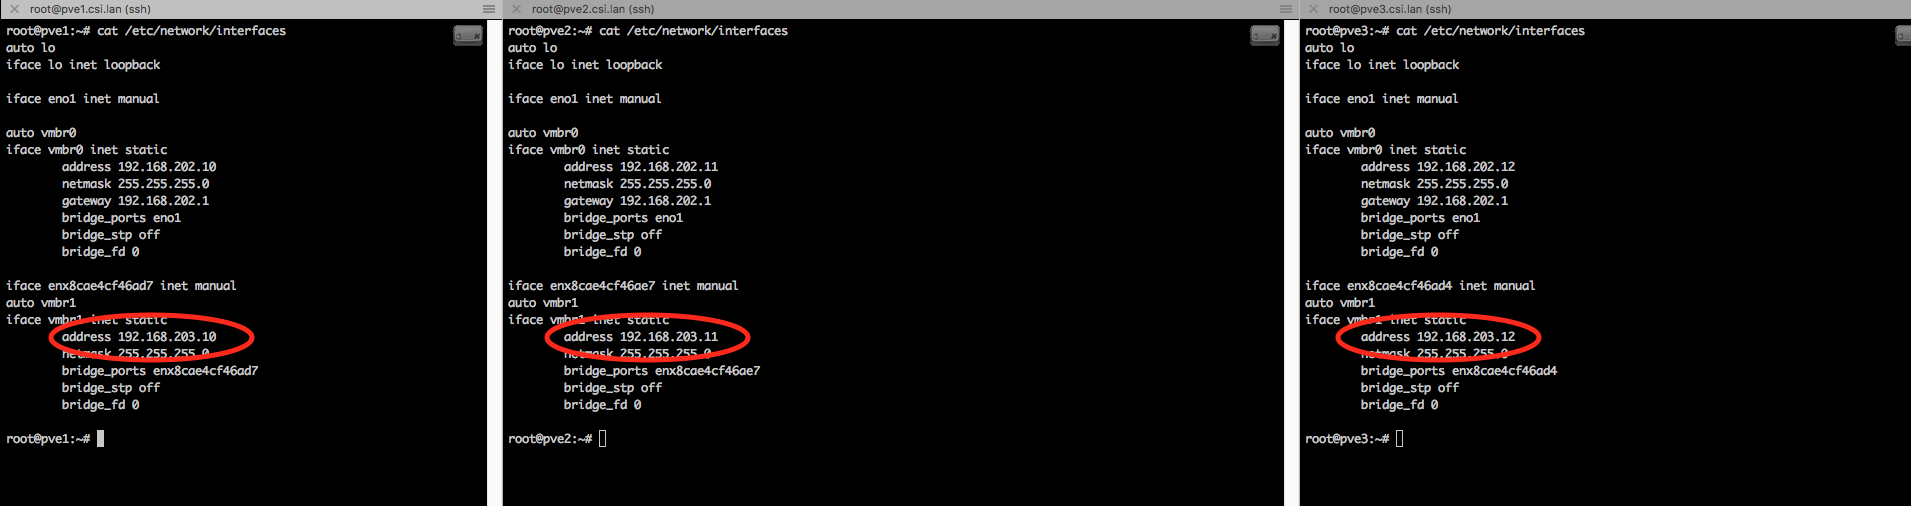 root@pve1.csi.lan (ssh)
root@pve1:~# cat /etc/network/interfaces
auto lo
iface lo inet loopback
iface eno1 inet manual
auto vmbr0
iface vmbr0 inet static
address 192.168.202.10
netmask 255.255.255.0
gateway 192.168.202.1
bridge_ports eno1
bridge_stp off
bridge_fd 0
iface enx8cae4cf46ad7 inet manual
auto vmbr1
iface vmbr1 inet static
address 192.168.203.10
netmask 255.255.255.0
bridge_ports enx8cae4cf46ad7
bridge_stp off
bridge_fd 0
root@pve1:~#
root@pve2.csi.lan (ssh)
root@pve2:~# cat /etc/network/interfaces
auto lo
iface lo inet loopback
iface eno1 inet manual
auto vmbr0
iface vmbr0 inet static
address 192.168.202.11
netmask 255.255.255.0
gateway 192.168.202.1
bridge_ports eno1
bridge_stp off
bridge_fd 0
iface enx8cae4cf46ae7 inet manual
auto vmbr1
iface vmbr1 inet static
address 192.168.203.11
netmask 255.255.255.0
bridge_ports enx8cae4cf46ae7
bridge_stp off
bridge_fd 0
root@pve2:~#
root@pve3.csi.lan (ssh)
root@pve3:~# cat /etc/network/interfaces
auto lo
iface lo inet loopback
iface eno1 inet manual
auto vmbr0
iface vmbr0 inet static
address 192.168.202.12
netmask 255.255.255.0
gateway 192.168.202.1
bridge_ports eno1
bridge_stp off
bridge_fd 0
iface enx8cae4cf46ad4 inet manual
auto vmbr1
iface vmbr1 inet static
address 192.168.203.12
netmask 255.255.255.0
bridge_ports enx8cae4cf46ad4
bridge_stp off
bridge_fd 0
root@pve3:~#